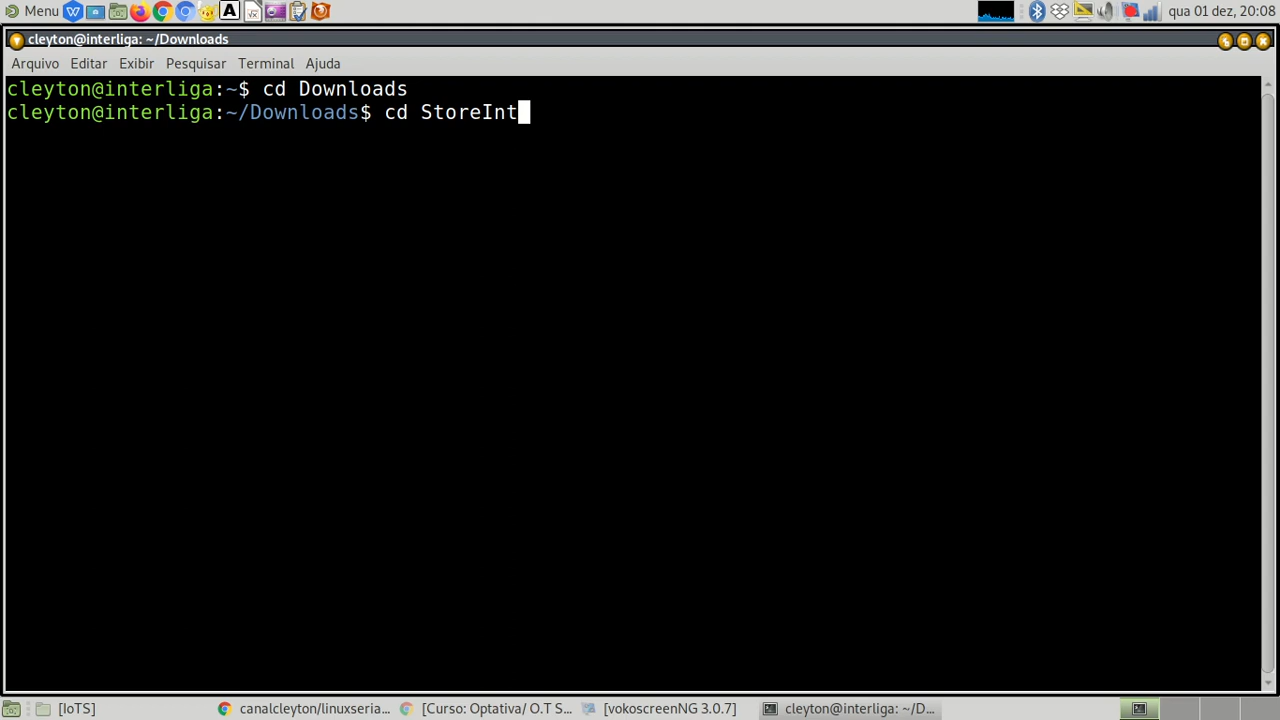 Menu
A
qua 01 dez, 20:08
cleyton@interliga: ~/Downloads
Arquivo Editar Exibir Pesquisar Terminal Ajuda
cleyton@interliga:~$ cd Downloads
cleyton@interliga:~/Downloads$ cd StoreInt
[IoTS]
canalcleyton/linuxseria...
[Curso: Optativa/ O.T S...
[vokoscreenNG 3.0.7]
cleyton@interliga: ~/D...